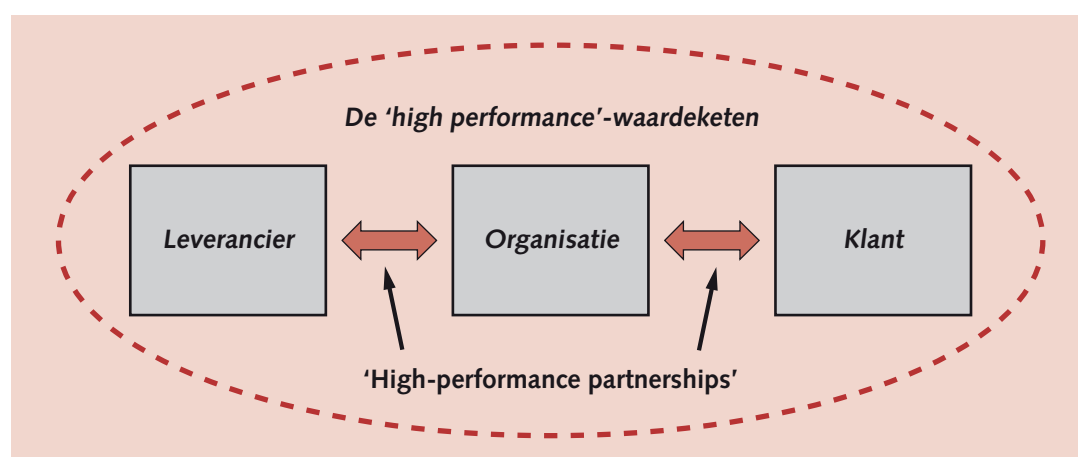 De ‘high performance’-waardeketen
Leverancier
Organisatie
Klant
‘High-performance partnerships’